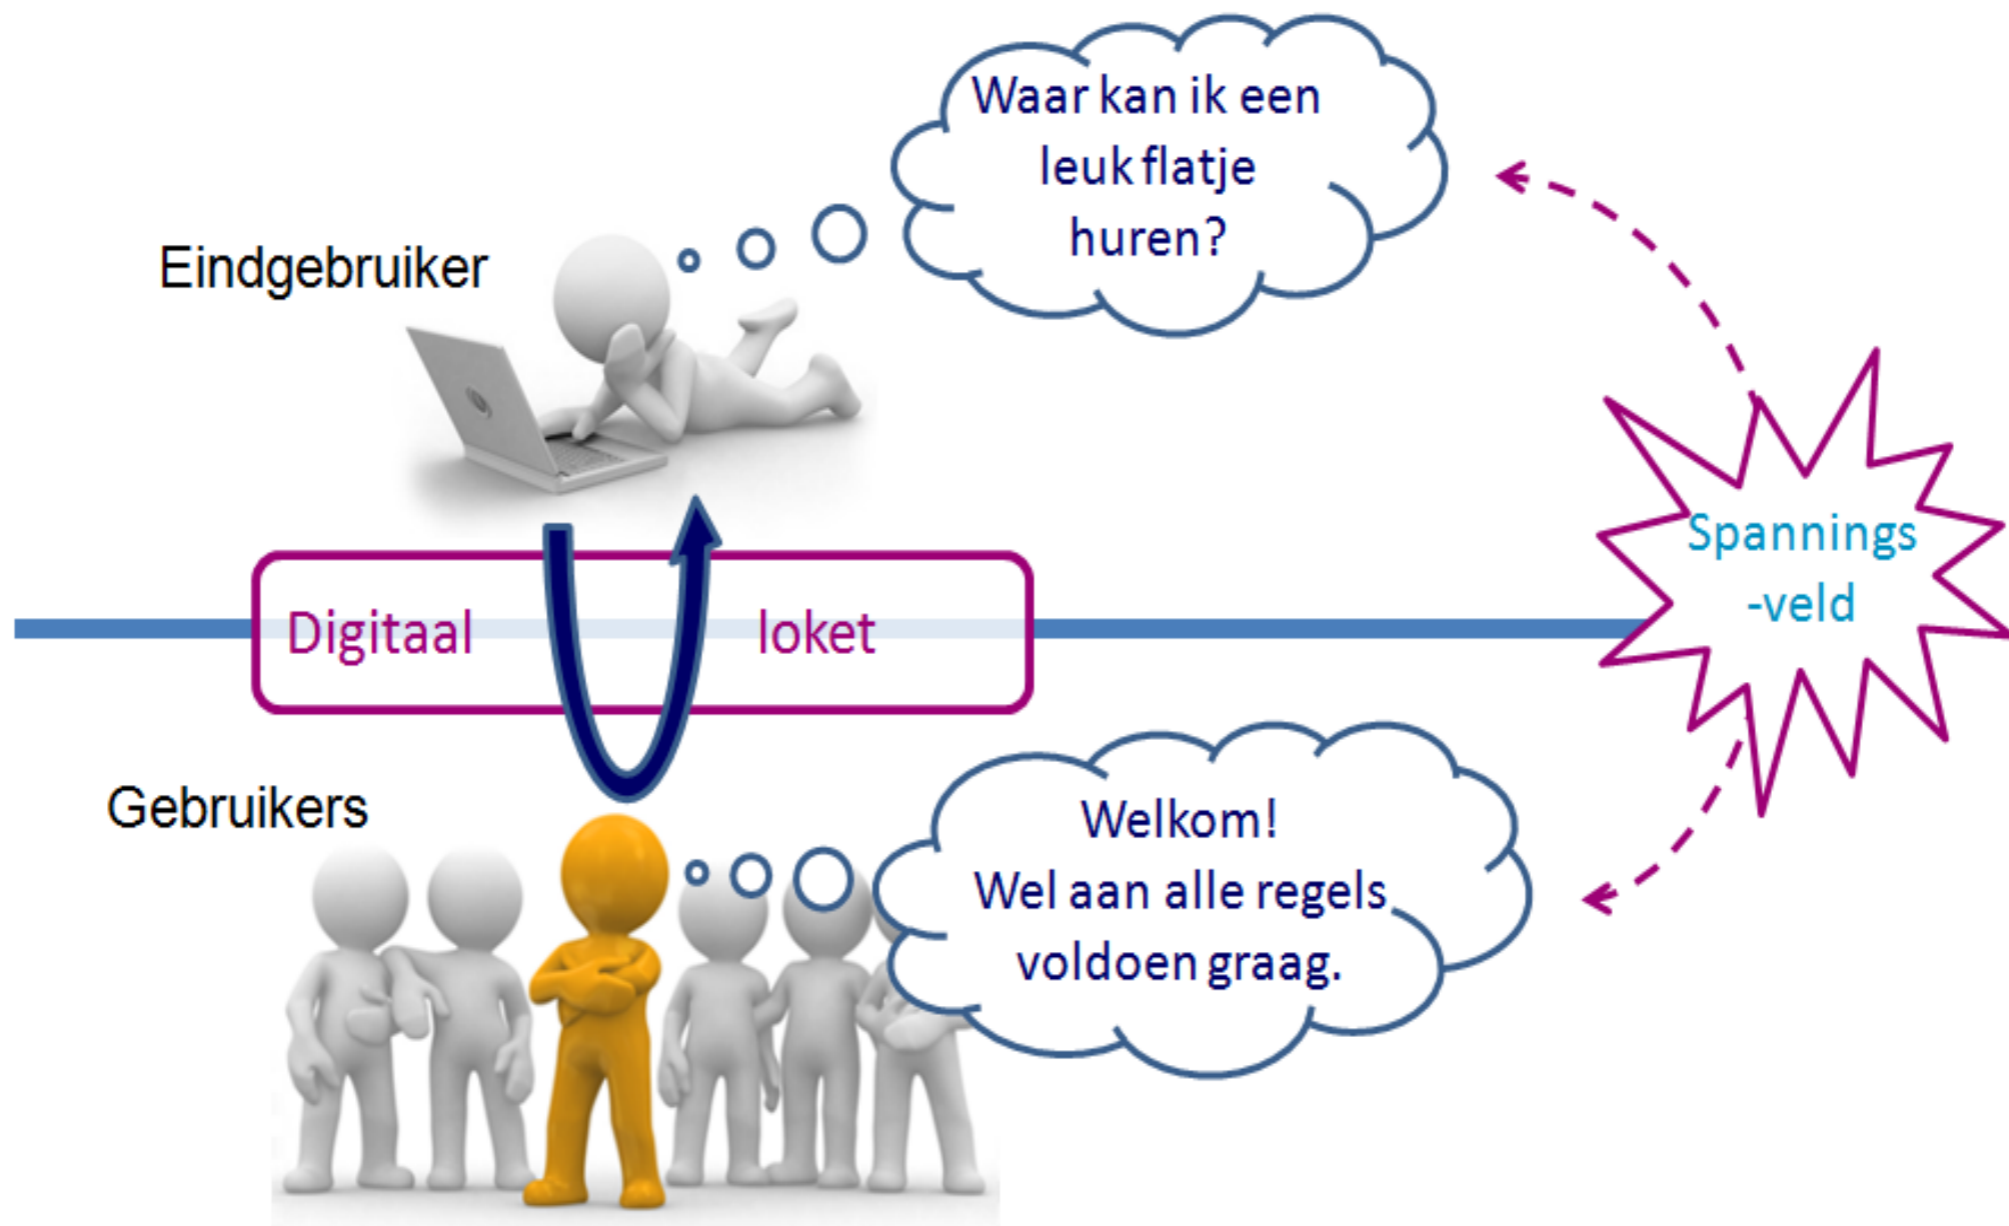 Waar kan ik een
leuk flatje
huren?
Eindgebruiker
Spannings
-veld
Digitaal loket
Gebruikers
Welkom!
Wel aan alle regels
voldoen graag.